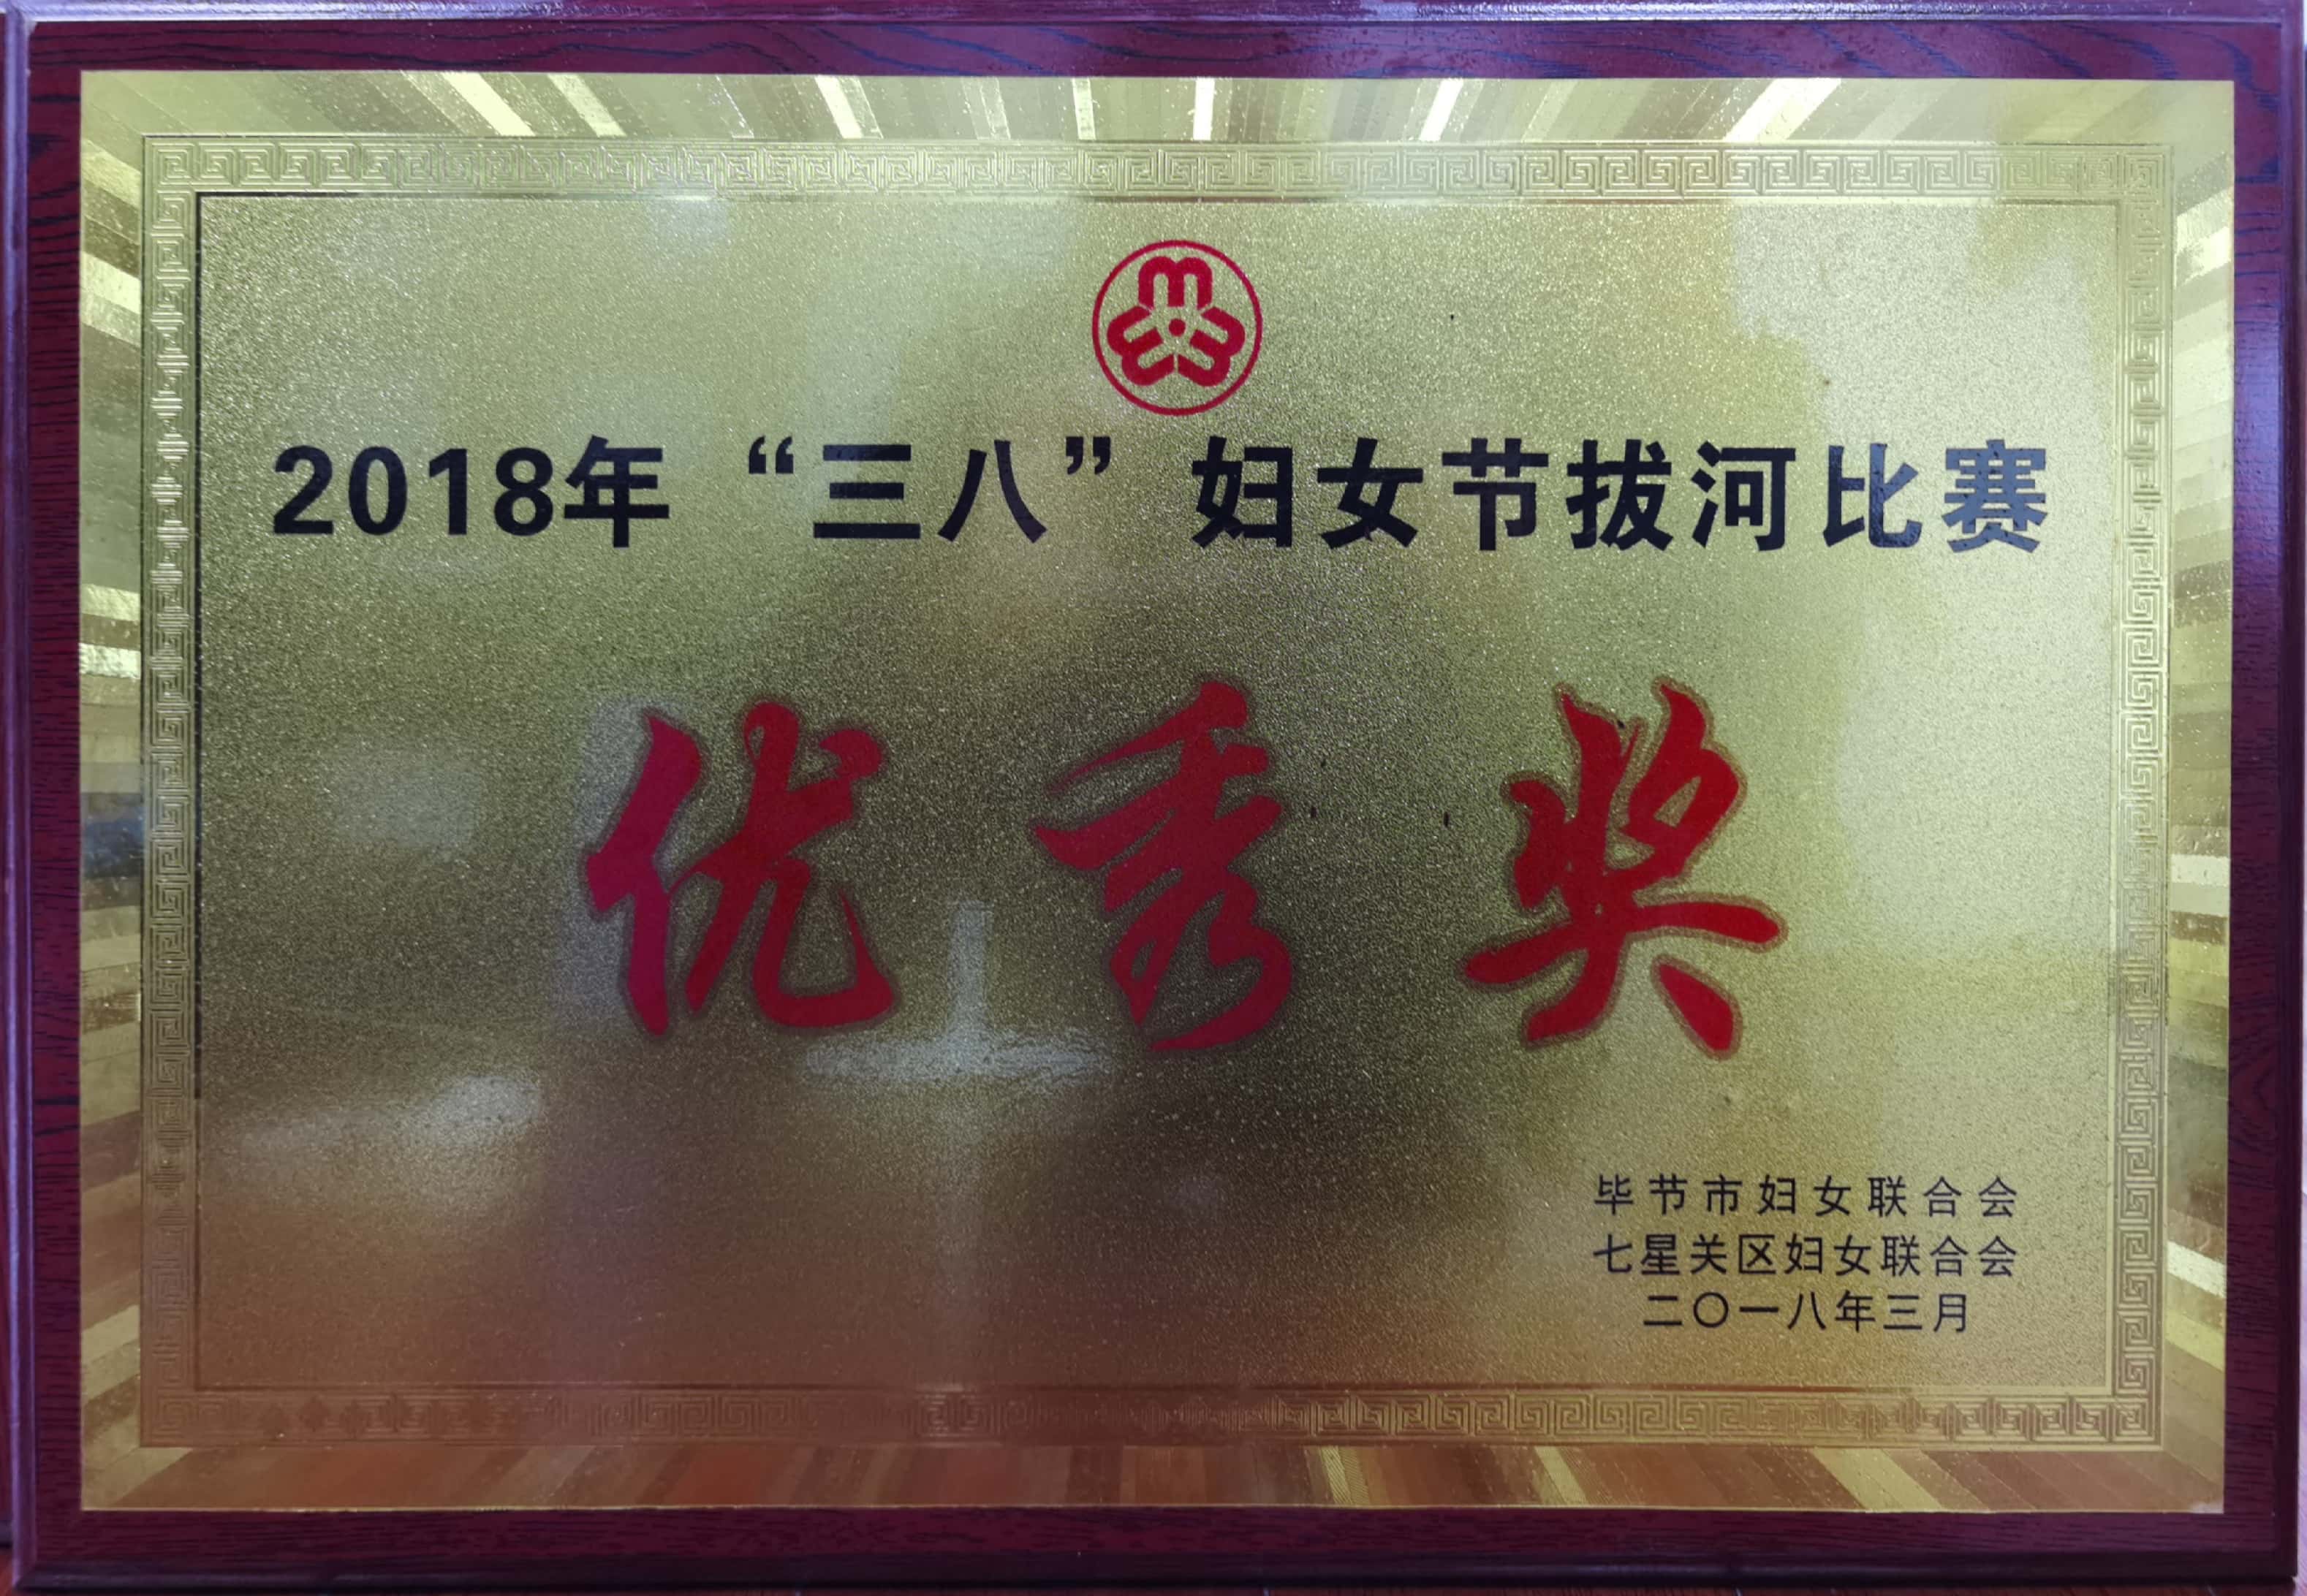 2018年“三八”妇女节拔河比赛
优秀奖
毕节市妇女联合会
七星关区妇女联合会
二〇一八年三月